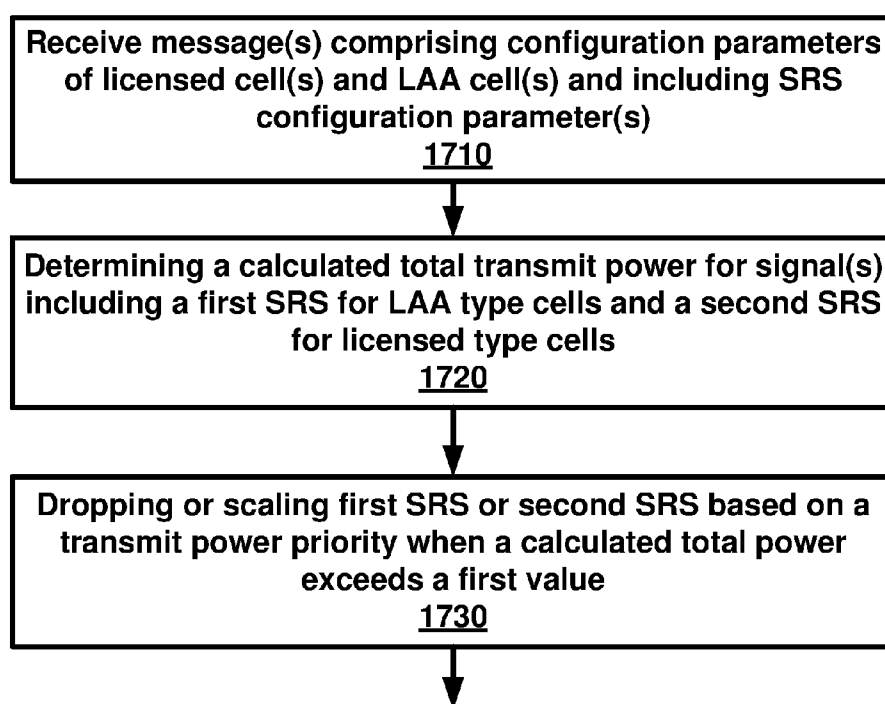 Receive message(s) comprising configuration parameters
of licensed cell(s) and LAA cell(s) and including SRS
configuration parameter(s)
1710
Determining a calculated total transmit power for signal(s)
including a first SRS for LAA type cells and a second SRS
for licensed type cells
1720
Dropping or scaling first SRS or second SRS based on a
transmit power priority when a calculated total power
exceeds a first value
1730